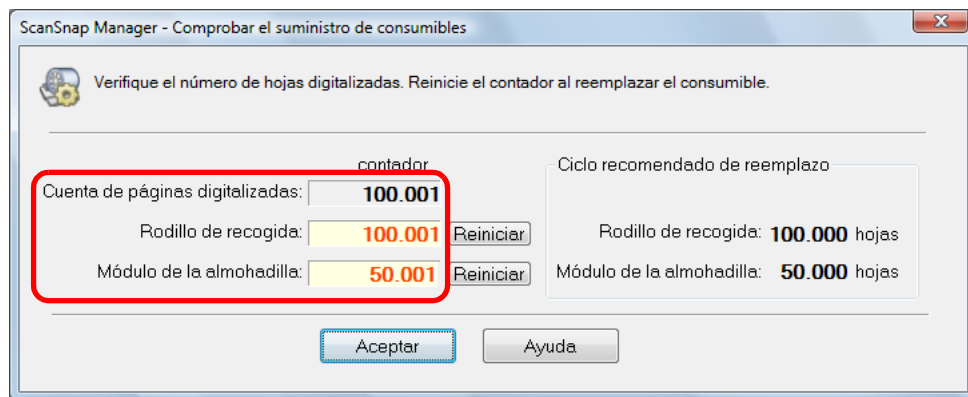 ScanSnap Manager - Comprobar el suministro de consumibles
Verifique el número de hojas digitalizadas. Reinicie el contador al reemplazar el consumible.
contador
Cuenta de páginas digitalizadas: 100.001
Rodillo de recogida: 100.001 Reiniciar
Módulo de la almohadilla: 50.001 Reiniciar
Ciclo recomendado de reemplazo
Rodillo de recogida: 100.000 hojas
Módulo de la almohadilla: 50.000 hojas
Aceptar Ayuda